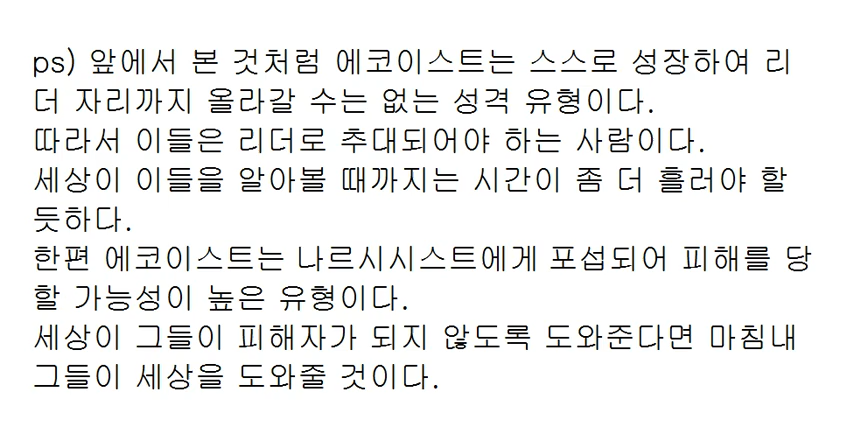 ps) 앞에서 본 것처럼 에코이스트는 스스로 성장하여 리
더 자리까지 올라갈 수는 없는 성격 유형이다.
따라서 이들은 리더로 추대되어야 하는 사람이다.
세상이 이들을 알아볼 때까지는 시간이 좀 더 흘러야 할
듯하다.
한편 에코이스트는 나르시시스트에게 포섭되어 피해를 당
할 가능성이 높은 유형이다.
세상이 그들이 피해자가 되지 않도록 도와준다면 마침내
그들이 세상을 도와줄 것이다.